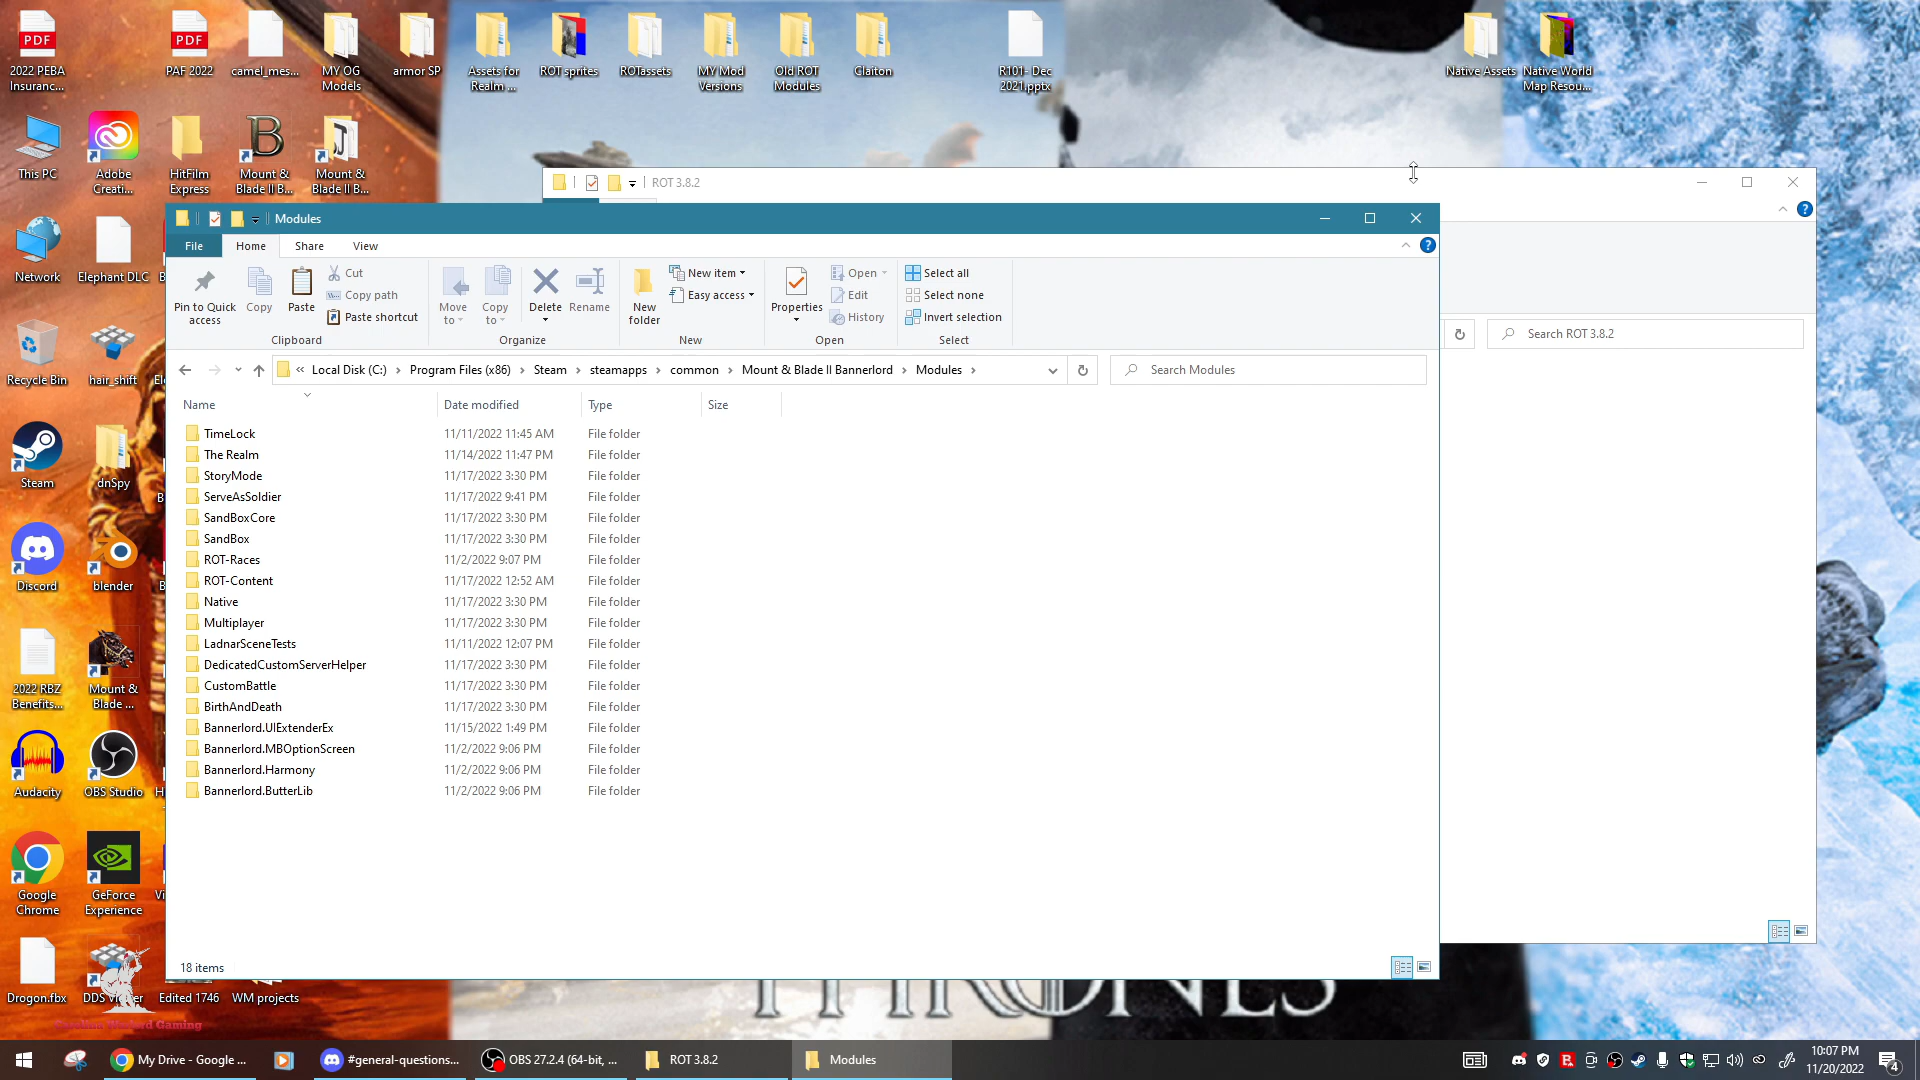 2022 PEBA
Insuranc...
PAF 2022
camel_mes...
MY OG
Models
armor SP
Assets for
Realm ...
ROT sprites
ROTassets
MY Mod
Versions
Old ROT
Modules
Claiton
R101- Dec
2021.pptx
Native Assets
Native World
Map Resou...
This PC
Adobe
Creati...
HitFilm
Express
Mount &
Blade II B...
Mount &
Blade II B...
Network
Elephant DLC
Recycle Bin
hair_shift
Steam
dnSpy
Discord
blender
2022 RBZ
Benefits...
Mount &
Blade ...
Audacity
OBS Studio
Google
Chrome
GeForce
Experience
Drogon.fbx
DDS Viewer
Edited 1746
WM projects
ROT 3.8.2
Search ROT 3.8.2
Modules
File
Home
Share
View
Pin to Quick
access
Copy
Paste
Cut
Copy path
Paste shortcut
Clipboard
Move
to
Copy
to
Delete
Rename
Organize
New
folder
New item
Easy access
New
Properties
Open
Edit
History
Open
Select all
Select none
Invert selection
Select
« Local Disk (C:) › Program Files (x86) › Steam › steamapps › common › Mount & Blade II Bannerlord › Modules ›
Search Modules
Name Date modified Type Size
TimeLock 11/11/2022 11:45 AM File folder
The Realm 11/14/2022 11:47 PM File folder
StoryMode 11/17/2022 3:30 PM File folder
ServeAsSoldier 11/17/2022 9:41 PM File folder
SandBoxCore 11/17/2022 3:30 PM File folder
SandBox 11/17/2022 3:30 PM File folder
ROT-Races 11/2/2022 9:07 PM File folder
ROT-Content 11/17/2022 12:52 AM File folder
Native 11/17/2022 3:30 PM File folder
Multiplayer 11/17/2022 3:30 PM File folder
LadnarSceneTests 11/11/2022 12:07 PM File folder
DedicatedCustomServerHelper 11/17/2022 3:30 PM File folder
CustomBattle 11/17/2022 3:30 PM File folder
BirthAndDeath 11/17/2022 3:30 PM File folder
Bannerlord.UIExtenderEx 11/15/2022 1:49 PM File folder
Bannerlord.MBOptionScreen 11/2/2022 9:06 PM File folder
Bannerlord.Harmony 11/2/2022 9:06 PM File folder
Bannerlord.ButterLib 11/2/2022 9:06 PM File folder
18 items
THRONES
My Drive - Google ...
#general-questions...
OBS 27.2.4 (64-bit, ...
ROT 3.8.2
Modules
10:07 PM
11/20/2022
4